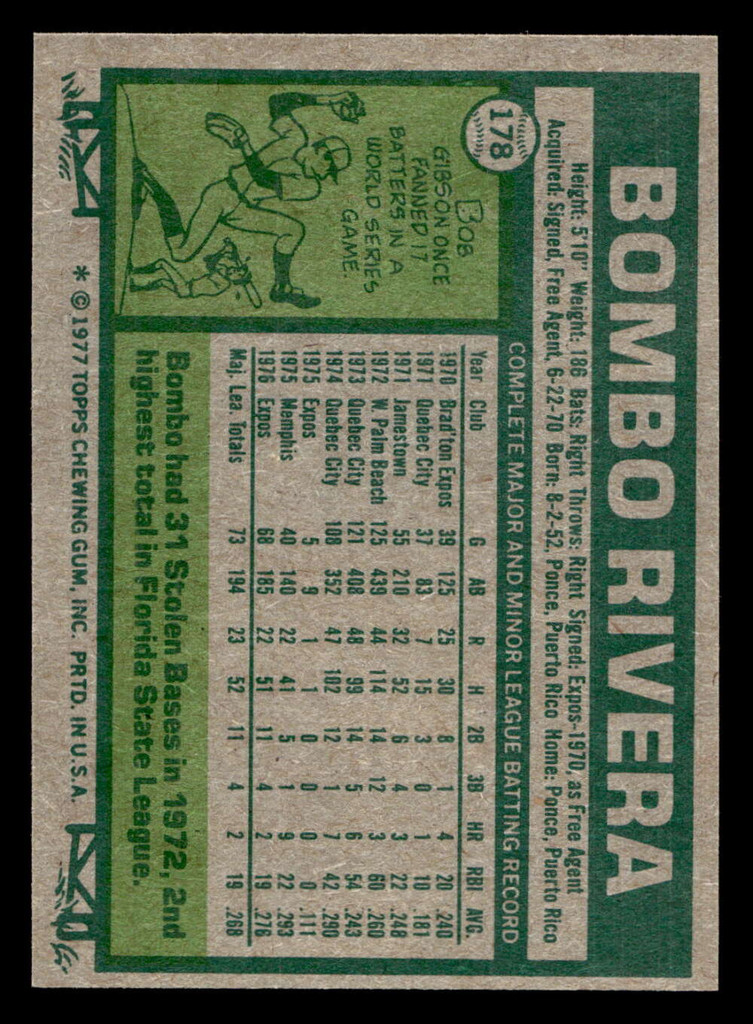 BOMBO RIVERA
178
Height: 5'10" Weight: 186 Bats: Right Throws: Right Signed: Expos-1970, as Free Agent
Acquired: Signed, Free Agent, 6-22-70 Born: 8-2-52, Ponce, Puerto Rico Home: Ponce, Puerto Rico
BOB
GIBSON ONCE
FANNED 17
BATTERS IN A
WORLD SERIES
GAME.
COMPLETE MAJOR AND MINOR LEAGUE BATTING RECORD
Year Club G AB R H 2B 3B HR RBI AVG.
1970 Brad'ton Expos 39 125 25 30 8 1 4 20 .240
1971 Quebec City 37 83 7 15 3 0 1 10 .181
1971 Jamestown 55 210 32 52 6 4 3 22 .248
1972 W. Palm Beach 125 439 44 114 14 12 3 60 .260
1973 Quebec City 121 408 48 99 14 5 6 54 .243
1974 Quebec City 108 352 47 102 12 1 7 42 .290
1975 Expos 5 9 1 1 0 0 0 0 .111
1975 Memphis 40 140 22 41 5 1 9 22 .293
1976 Expos 68 185 22 51 11 4 2 19 .276
Maj. Lea. Totals 73 194 23 52 11 4 2 19 .268
Bombo had 31 Stolen Bases in 1972, 2nd
highest total in Florida State League.
* © 1977 TOPPS CHEWING GUM, INC. PRTD. IN U.S.A.